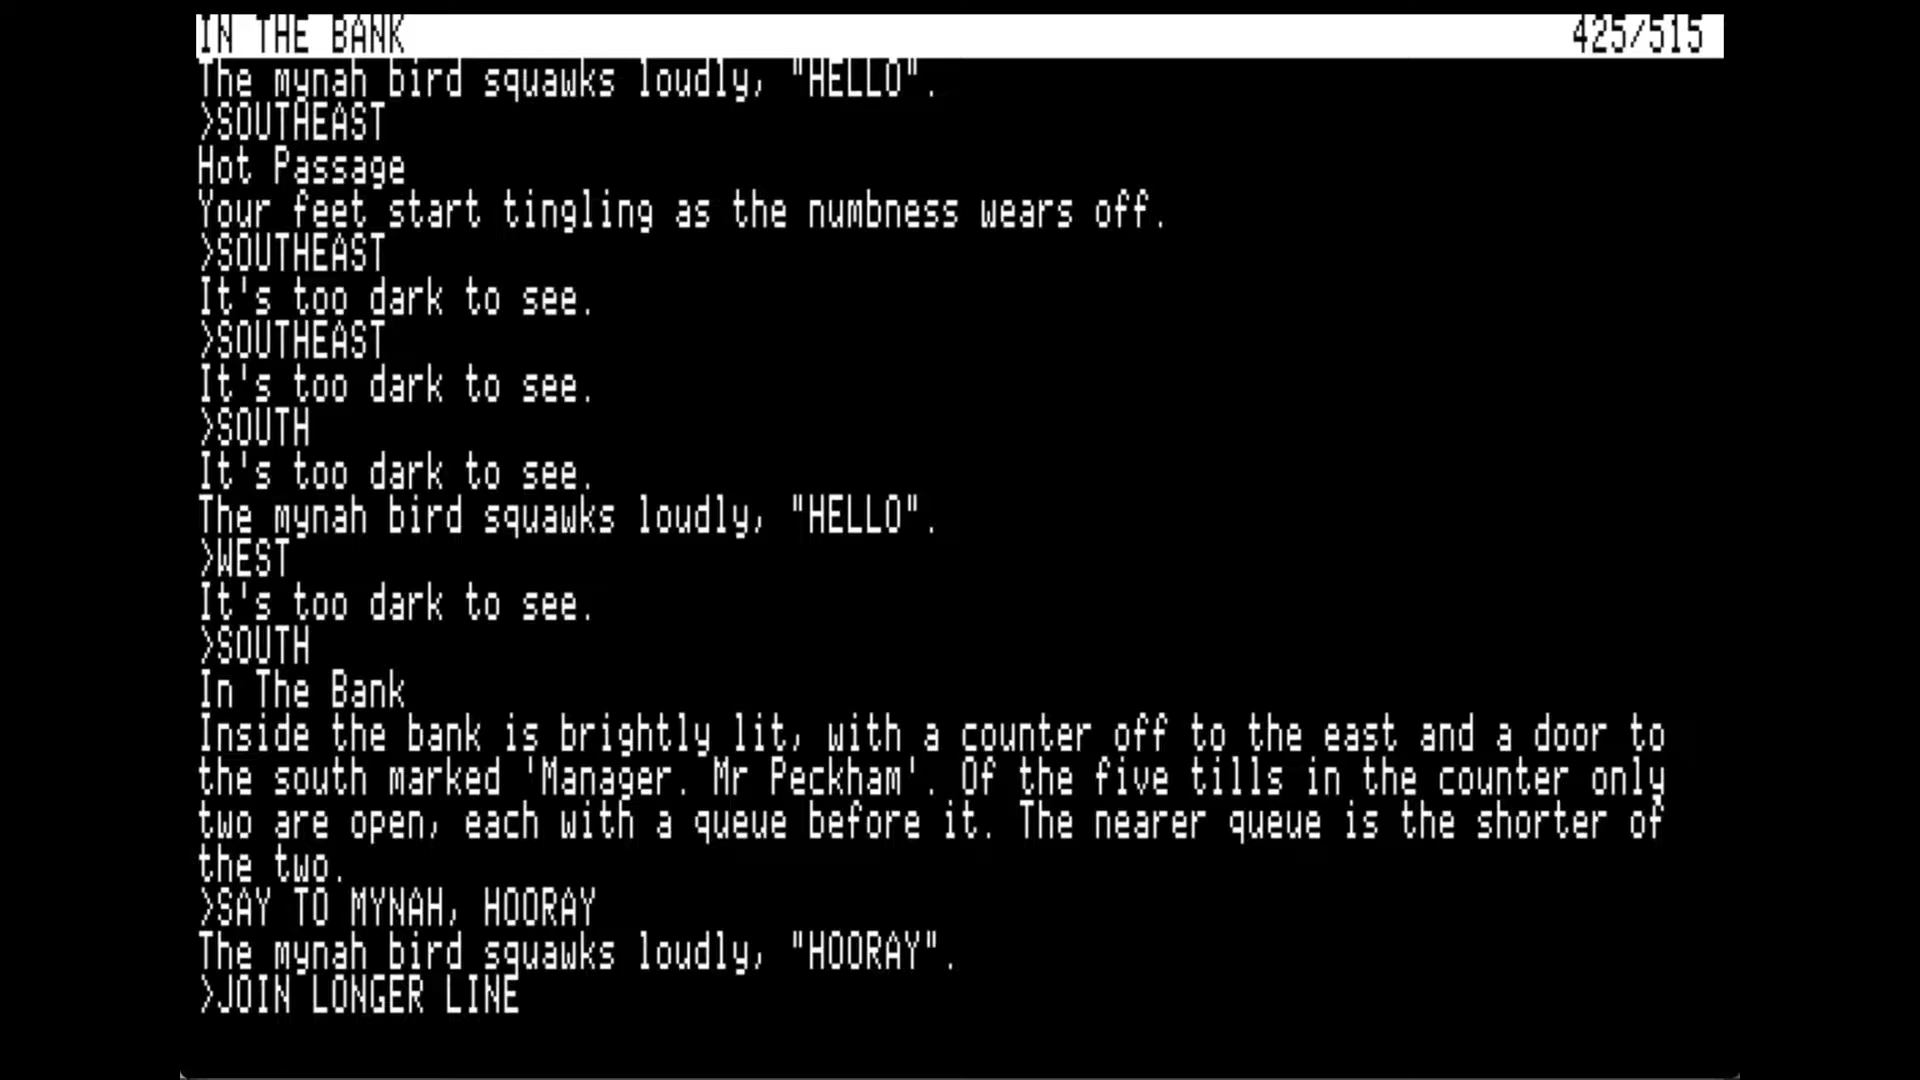 IN THE BANK 425/515
The mynah bird squawks loudly, "HELLO".
>SOUTHEAST
Hot Passage
Your feet start tingling as the numbness wears off.
>SOUTHEAST
It's too dark to see.
>SOUTHEAST
It's too dark to see.
>SOUTH
It's too dark to see.
The mynah bird squawks loudly, "HELLO".
>WEST
It's too dark to see.
>SOUTH
In The Bank
Inside the bank is brightly lit, with a counter off to the east and a door to
the south marked 'Manager. Mr Peckham'. Of the five tills in the counter only
two are open, each with a queue before it. The nearer queue is the shorter of
the two.
>SAY TO MYNAH, HOORAY
The mynah bird squawks loudly, "HOORAY".
>JOIN LONGER LINE